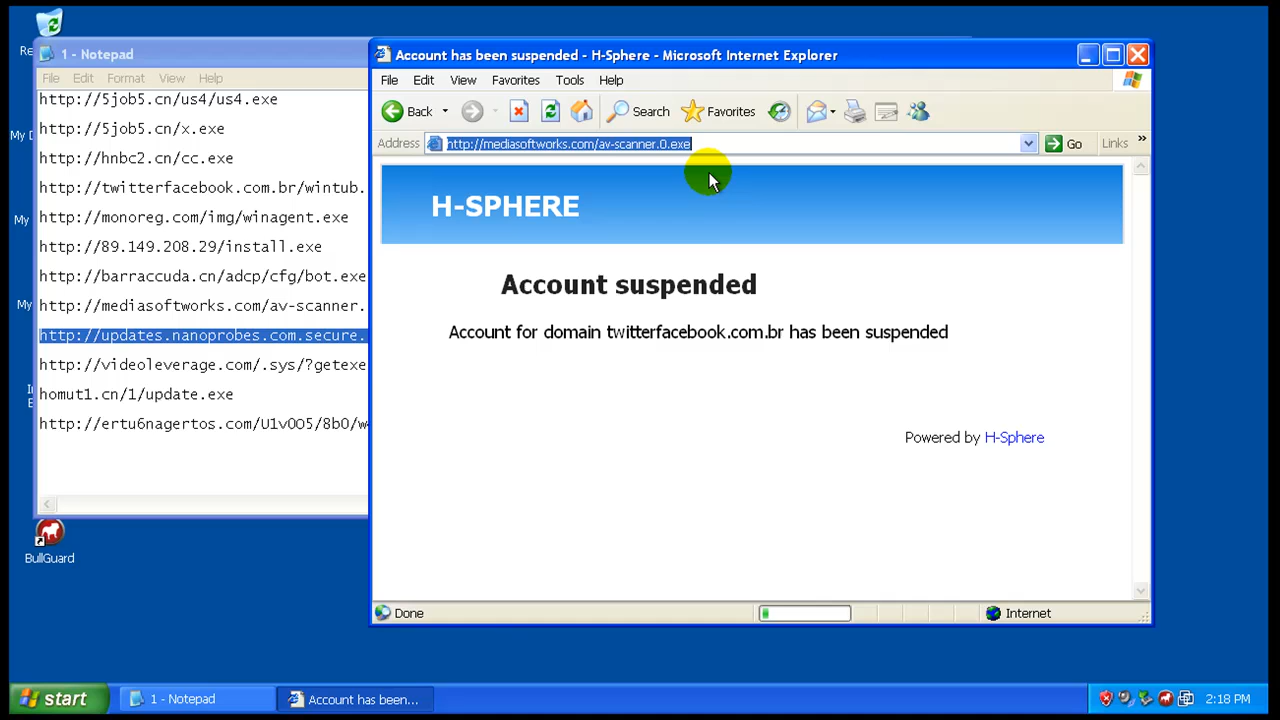 Re
1 - Notepad
File Edit Format View Help
http://5job5.cn/us4/us4.exe
http://5job5.cn/x.exe
http://hnbc2.cn/cc.exe
http://twitterfacebook.com.br/wintub.
http://monoreg.com/img/winagent.exe
http://89.149.208.29/install.exe
http://barraccuda.cn/adcp/cfg/bot.exe
http://mediasoftworks.com/av-scanner.
http://updates.nanoprobes.com.secure.
http://videoleverage.com/.sys/?getexe
homut1.cn/1/update.exe
http://ertu6nagertos.com/U1vOO5/8b0/w
My D
My
My
BullGuard
Account has been suspended - H-Sphere - Microsoft Internet Explorer
File Edit View Favorites Tools Help
Back Search Favorites
Address http://mediasoftworks.com/av-scanner.0.exe Go Links »
H-SPHERE
Account suspended
Account for domain twitterfacebook.com.br has been suspended
Powered by H-Sphere
Done Internet
start 1 - Notepad Account has been... 2:18 PM